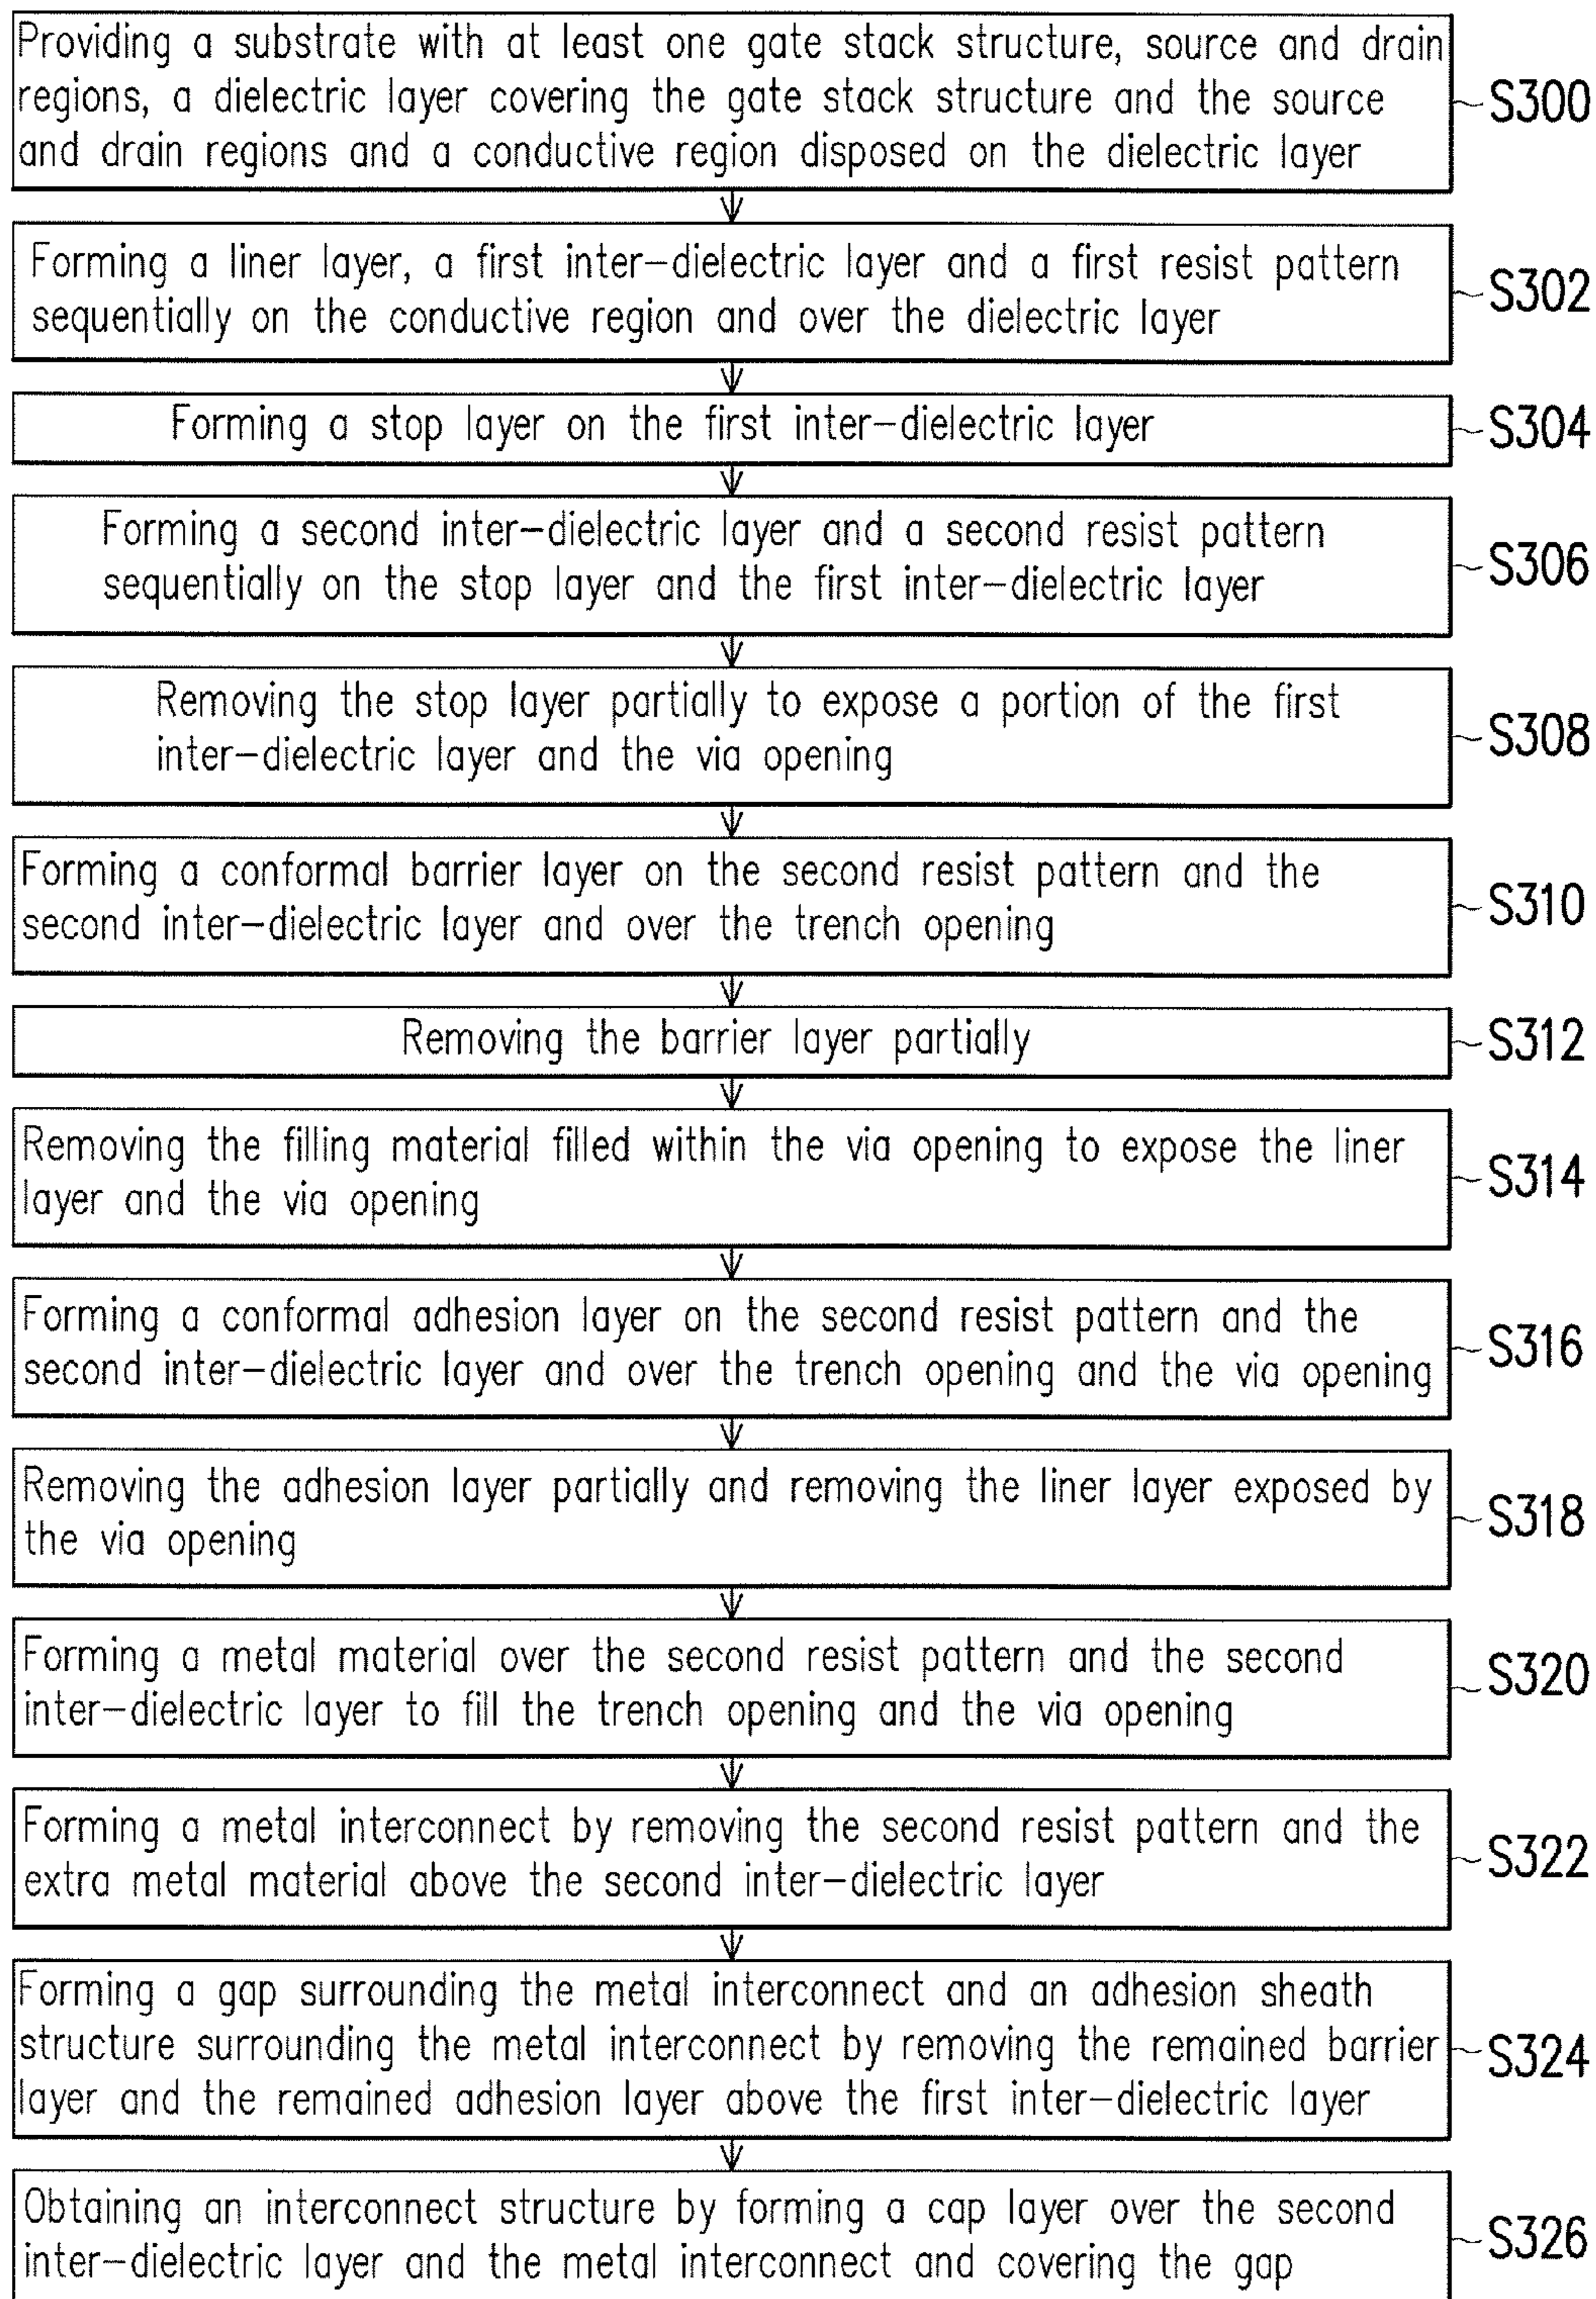 Providing a substrate with at least one gate stack structure, source and drain
regions, a dielectric layer covering the gate stack structure and the source
and drain regions and a conductive region disposed on the dielectric layer
S300
Forming a liner layer, a first inter-dielectric layer and a first resist pattern
sequentially on the conductive region and over the dielectric layer
S302
Forming a stop layer on the first inter-dielectric layer
S304
Forming a second inter-dielectric layer and a second resist pattern
sequentially on the stop layer and the first inter-dielectric layer
S306
Removing the stop layer partially to expose a portion of the first
inter-dielectric layer and the via opening
S308
Forming a conformal barrier layer on the second resist pattern and the
second inter-dielectric layer and over the trench opening
S310
Removing the barrier layer partially
S312
Removing the filling material filled within the via opening to expose the liner
layer and the via opening
S314
Forming a conformal adhesion layer on the second resist pattern and the
second inter-dielectric layer and over the trench opening and the via opening
S316
Removing the adhesion layer partially and removing the liner layer exposed by
the via opening
S318
Forming a metal material over the second resist pattern and the second
inter-dielectric layer to fill the trench opening and the via opening
S320
Forming a metal interconnect by removing the second resist pattern and the
extra metal material above the second inter-dielectric layer
S322
Forming a gap surrounding the metal interconnect and an adhesion sheath
structure surrounding the metal interconnect by removing the remained barrier
layer and the remained adhesion layer above the first inter-dielectric layer
S324
Obtaining an interconnect structure by forming a cap layer over the second
inter-dielectric layer and the metal interconnect and covering the gap
S326